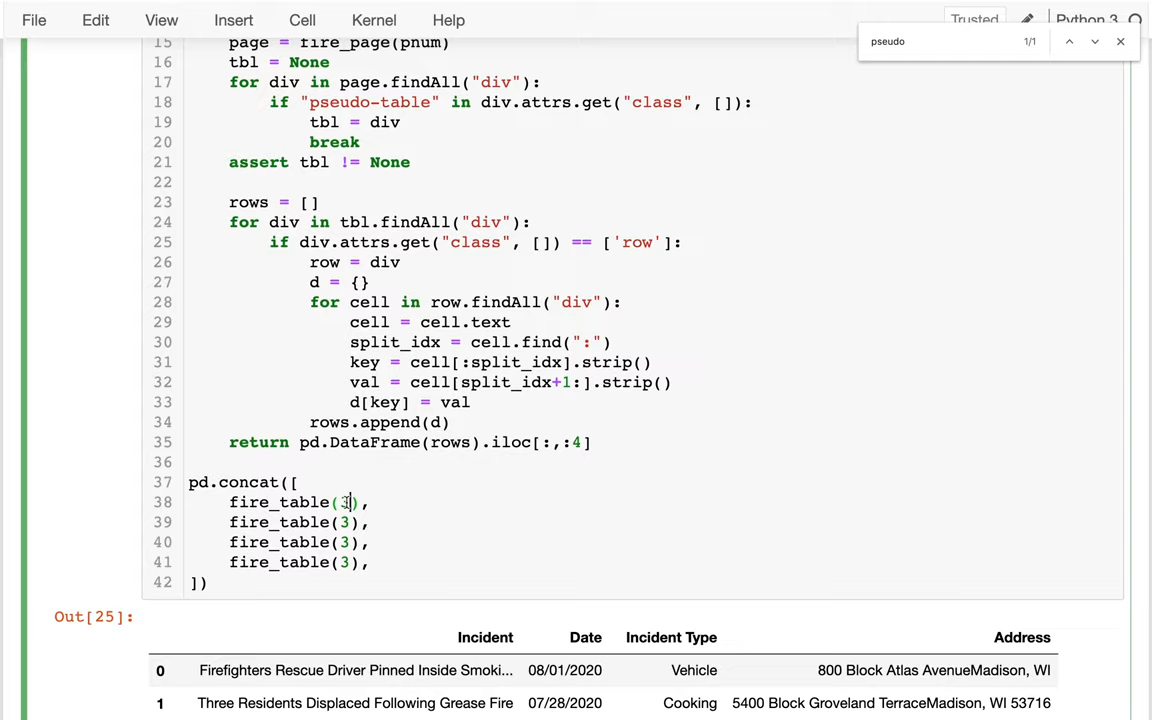 File Edit View Insert Cell Kernel Help Trusted Python 3
pseudo 1/1
15 page = fire_page(pnum)
16 tbl = None
17 for div in page.findAll("div"):
18 if "pseudo-table" in div.attrs.get("class", []):
19 tbl = div
20 break
21 assert tbl != None
22
23 rows = []
24 for div in tbl.findAll("div"):
25 if div.attrs.get("class", []) == ['row']:
26 row = div
27 d = {}
28 for cell in row.findAll("div"):
29 cell = cell.text
30 split_idx = cell.find(":")
31 key = cell[:split_idx].strip()
32 val = cell[split_idx+1:].strip()
33 d[key] = val
34 rows.append(d)
35 return pd.DataFrame(rows).iloc[:,:4]
36
37 pd.concat([
38 fire_table(3),
39 fire_table(3),
40 fire_table(3),
41 fire_table(3),
42 ])
Out[25]:
Incident Date Incident Type Address
0 Firefighters Rescue Driver Pinned Inside Smoki... 08/01/2020 Vehicle 800 Block Atlas AvenueMadison, WI
1 Three Residents Displaced Following Grease Fire 07/28/2020 Cooking 5400 Block Groveland TerraceMadison, WI 53716